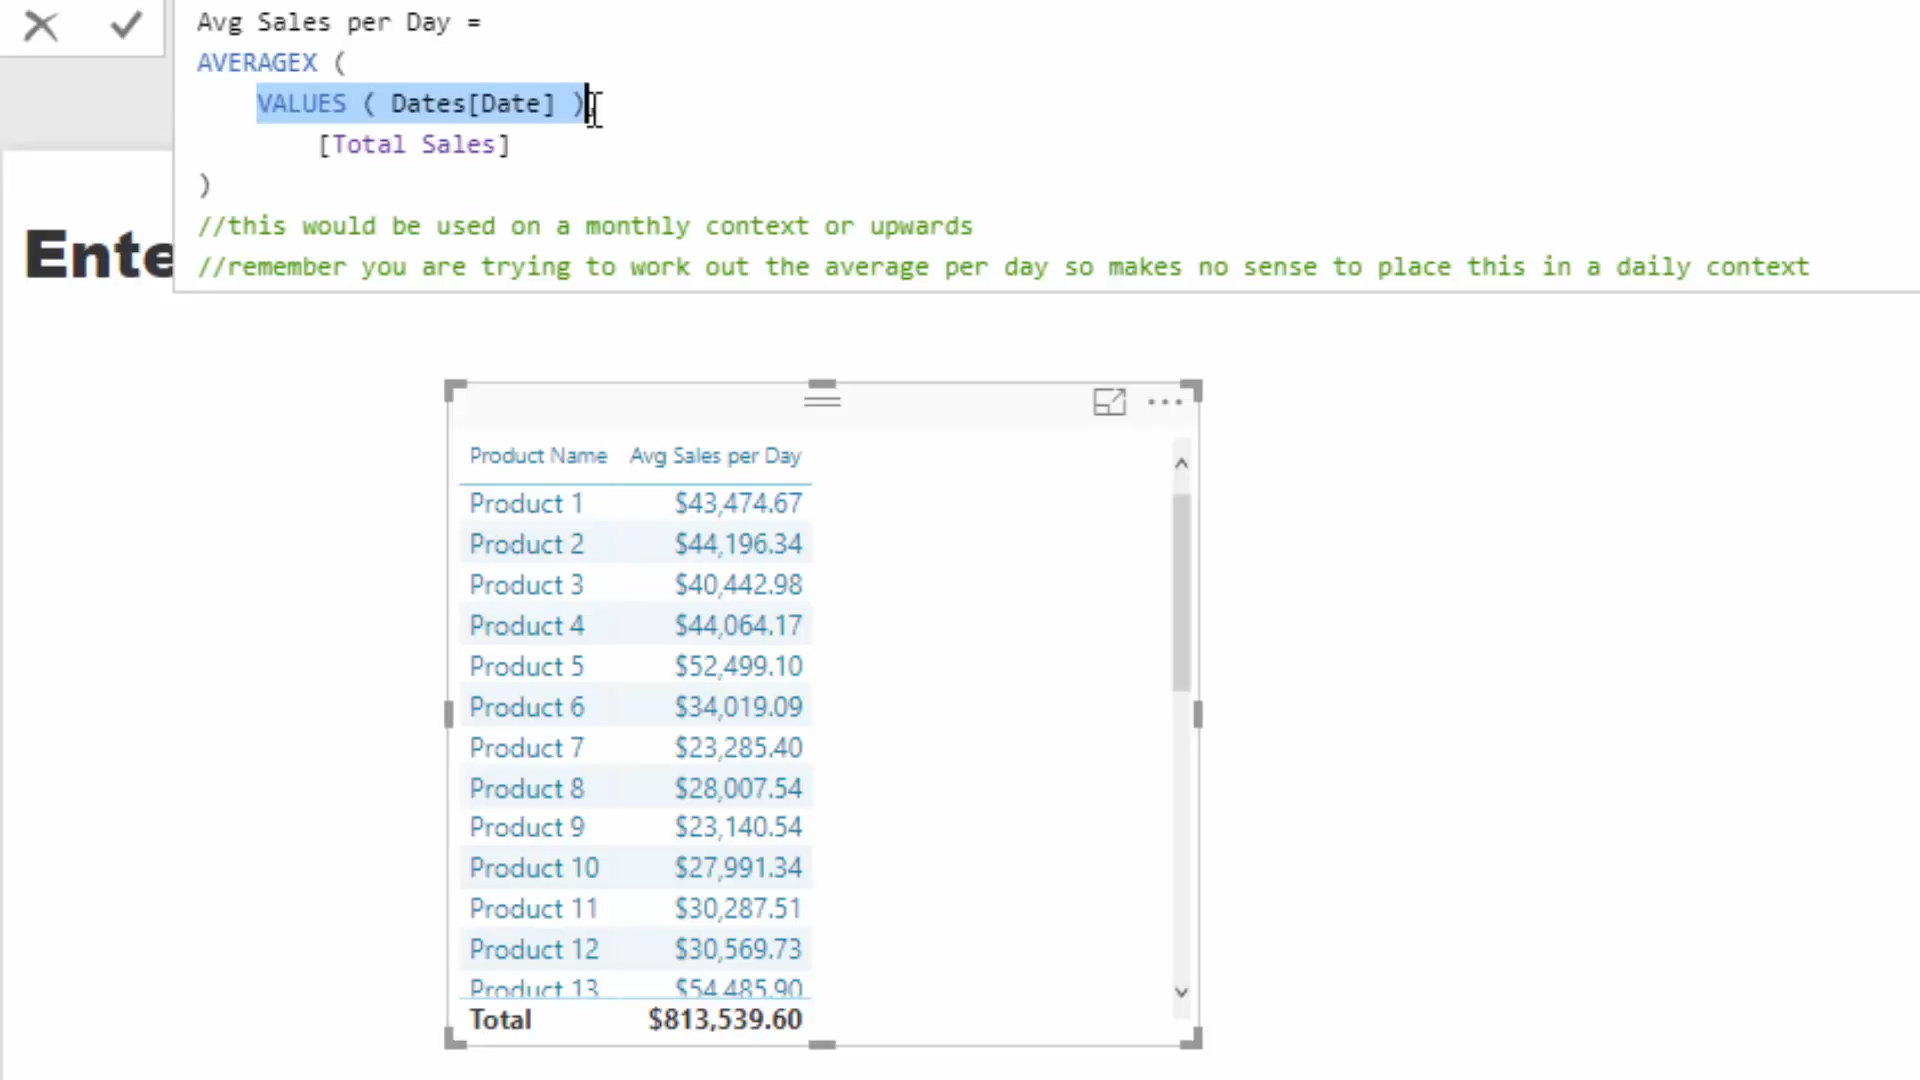 Avg Sales per Day =
AVERAGEX (
VALUES ( Dates[Date] ),
[Total Sales]
)
//this would be used on a monthly context or upwards
//remember you are trying to work out the average per day so makes no sense to place this in a daily context
Ente
Product Name Avg Sales per Day
Product 1 $43,474.67
Product 2 $44,196.34
Product 3 $40,442.98
Product 4 $44,064.17
Product 5 $52,499.10
Product 6 $34,019.09
Product 7 $23,285.40
Product 8 $28,007.54
Product 9 $23,140.54
Product 10 $27,991.34
Product 11 $30,287.51
Product 12 $30,569.73
Product 13 $54,485.90
Total $813,539.60